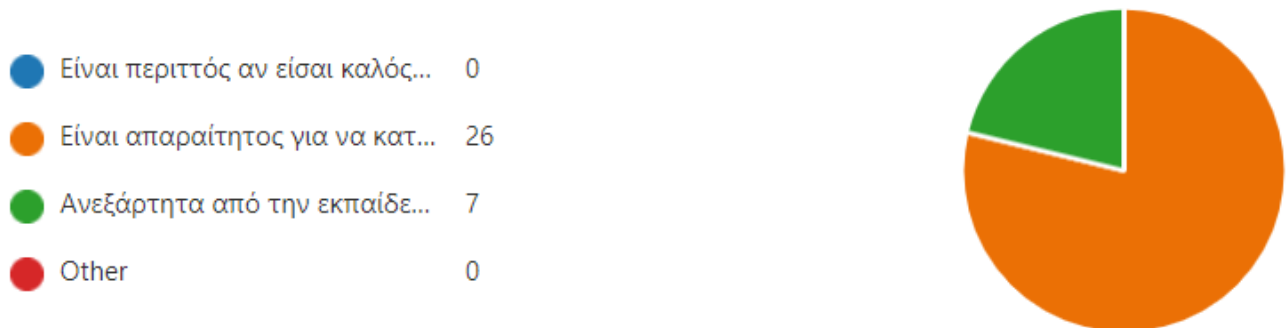 Είναι περιττός αν είσαι καλός... 0
Είναι απαραίτητος για να κατ... 26
Ανεξάρτητα από την εκπαίδε... 7
Other 0